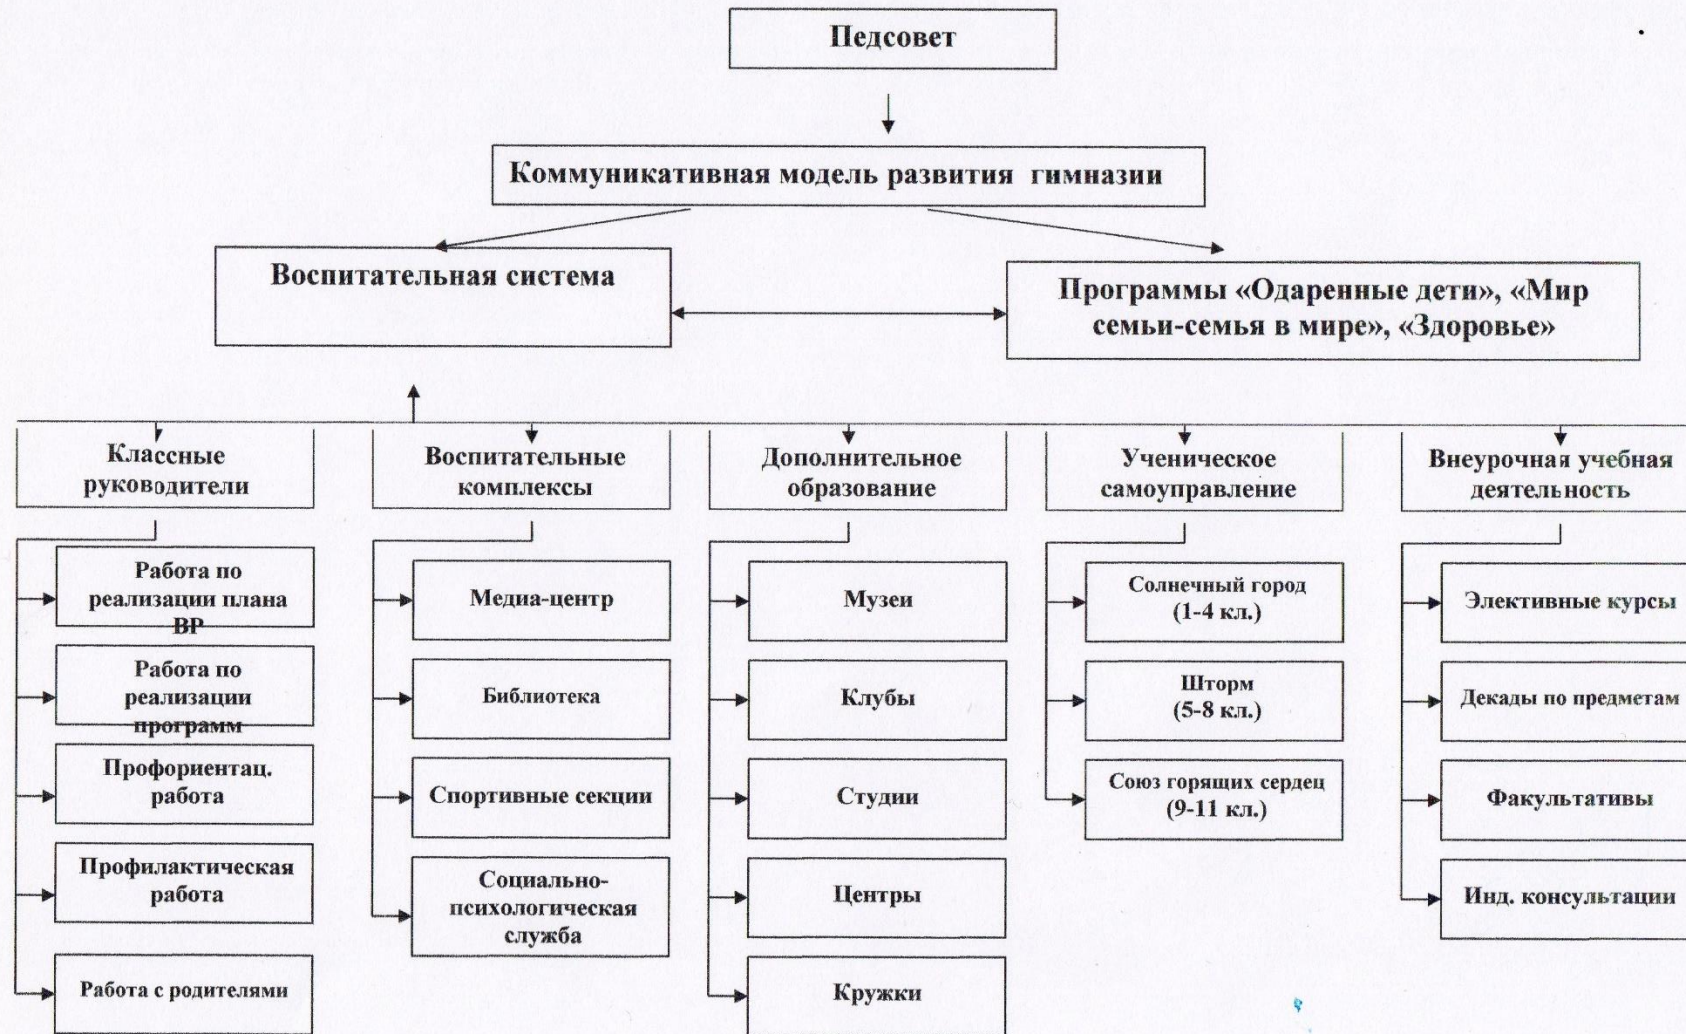 Педсовет
Коммуникативная модель развития гимназии
Воспитательная система
Программы «Одаренные дети», «Мир
семьи-семья в мире», «Здоровье»
Классные
руководители
Работа по
реализации плана
ВР
Работа по
реализации
программ
Профориентац.
работа
Профилактическая
работа
Работа с родителями
Воспитательные
комплексы
Медиа-центр
Библиотека
Спортивные секции
Социально-
психологическая
служба
Дополнительное
образование
Музеи
Клубы
Студии
Центры
Кружки
Ученическое
самоуправление
Солнечный город
(1-4 кл.)
Шторм
(5-8 кл.)
Союз горящих сердец
(9-11 кл.)
Внеурочная учебная
деятельность
Элективные курсы
Декады по предметам
Факультативы
Инд. консультации